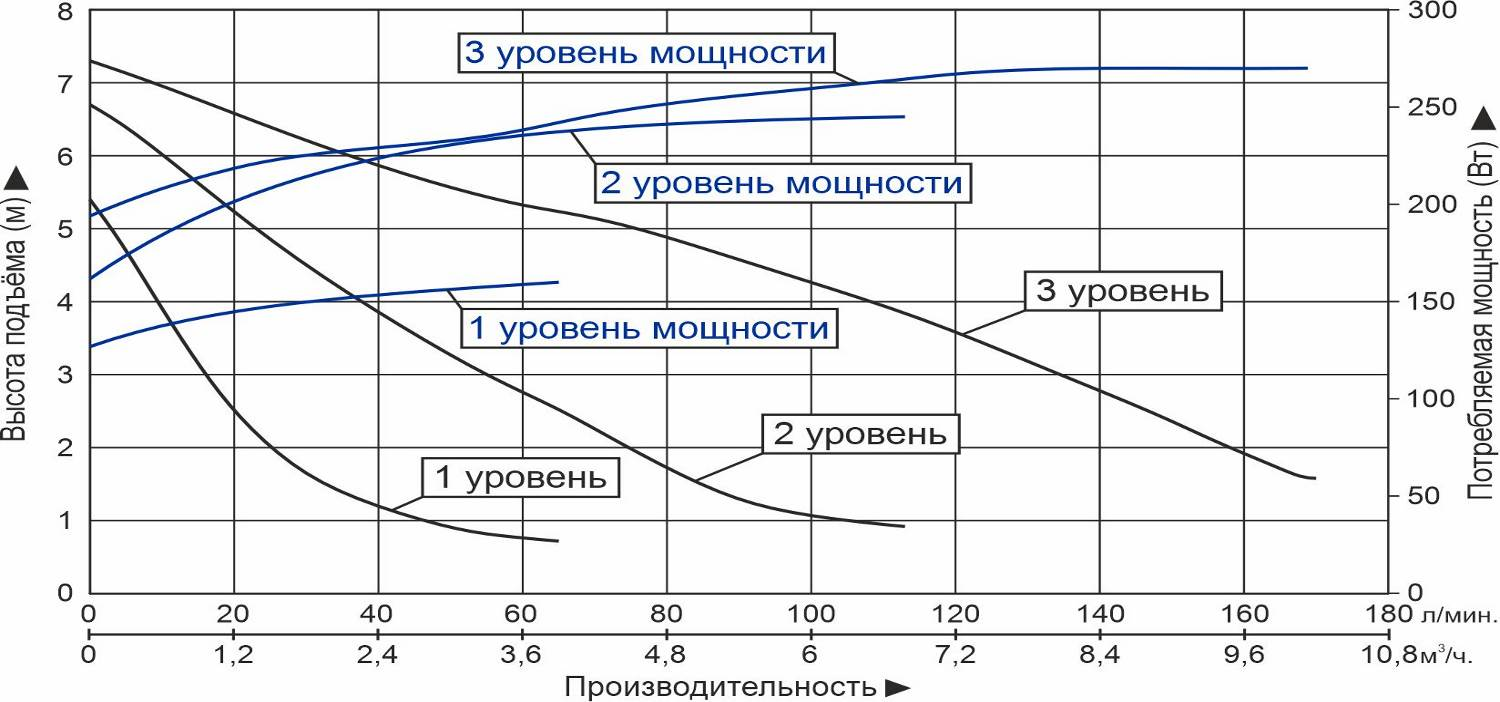 8
7
6
5
4
3
2
1
0
Высота подъёма (м) ▲
3 уровень мощности
2 уровень мощности
1 уровень мощности
3 уровень
2 уровень
1 уровень
300
250
200
150
100
50
0
Потребляемая мощность (Вт) ▲
0 20 40 60 80 100 120 140 160 180 л/мин.
0 1,2 2,4 3,6 4,8 6 7,2 8,4 9,6 10,8 м³/ч.
Производительность ►